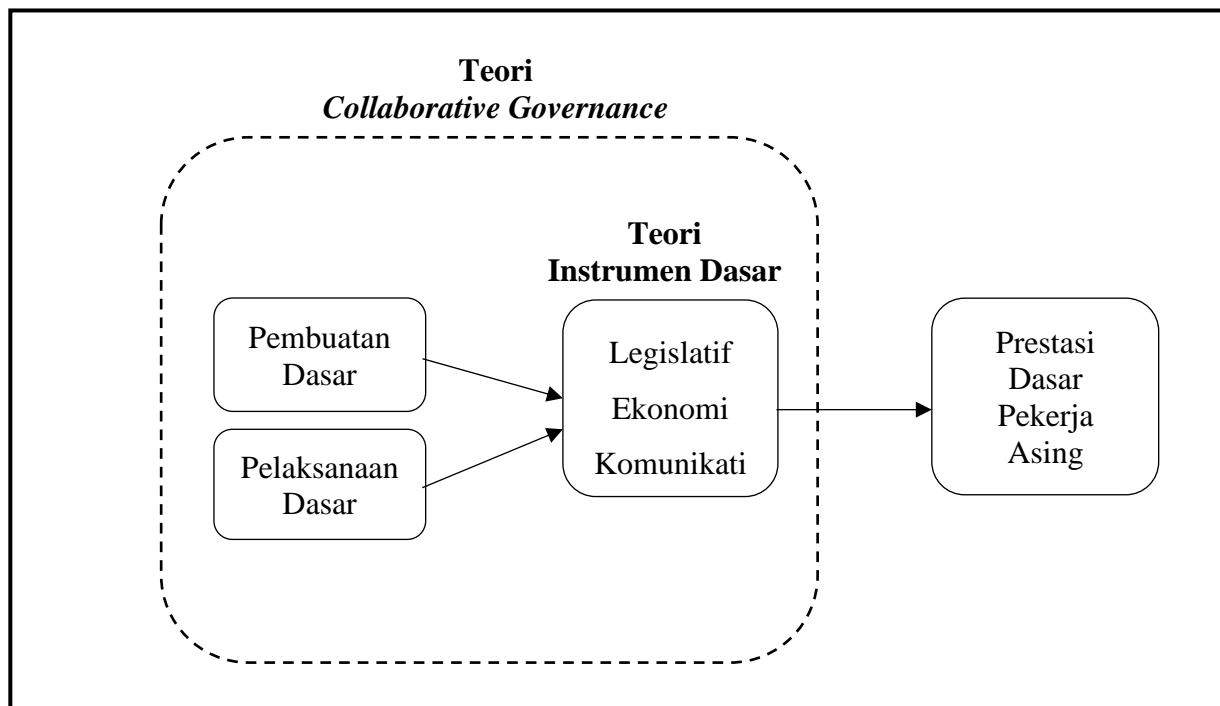 Teori
Collaborative Governance
Teori
Instrumen Dasar
Pembuatan
Dasar
Pelaksanaan
Dasar
Legislatif
Ekonomi
Komunikati
Prestasi
Dasar
Pekerja
Asing